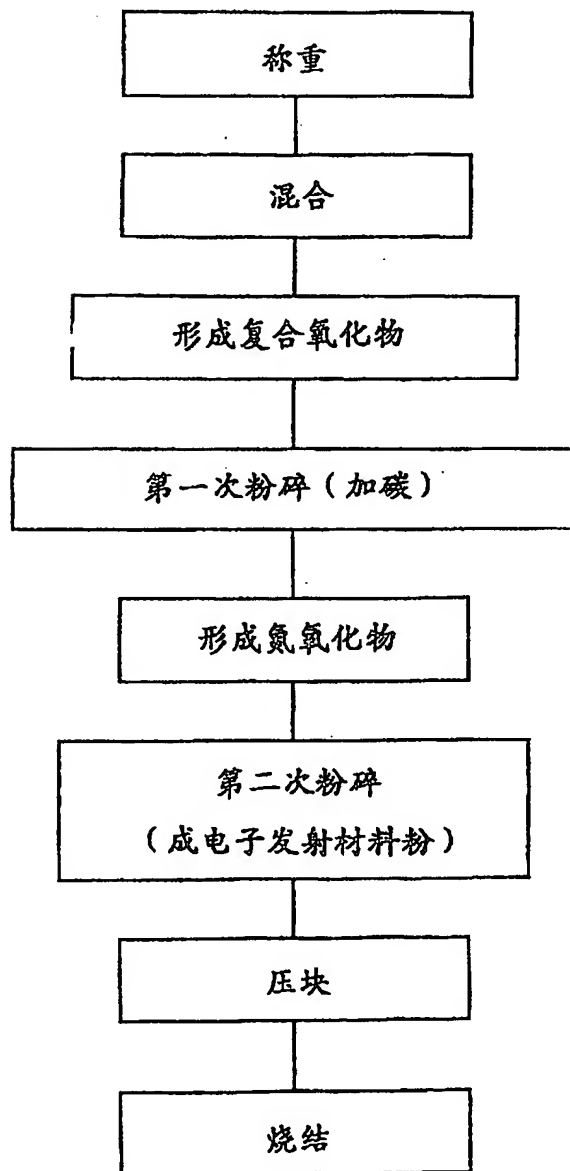 称重
混合
形成复合氧化物
第一次粉碎（加碳）
形成氮氧化物
第二次粉碎
（成电子发射材料粉）
压块
烧结